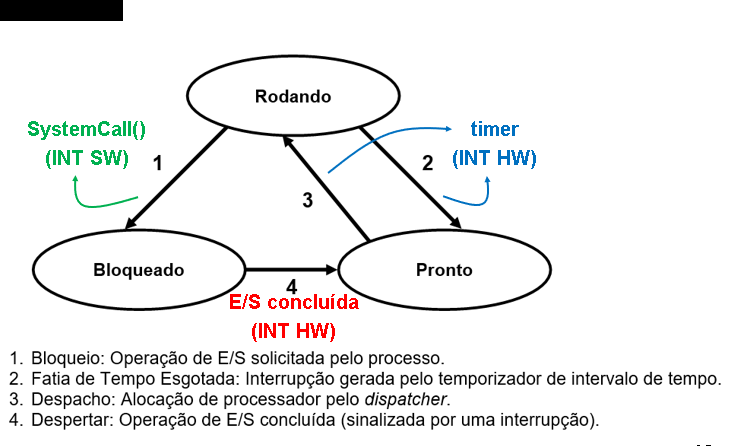 Rodando
SystemCall()
(INT SW)
timer
(INT HW)
1
2
3
Bloqueado
Pronto
4
E/S concluída
(INT HW)
1. Bloqueio: Operação de E/S solicitada pelo processo.
2. Fatia de Tempo Esgotada: Interrupção gerada pelo temporizador de intervalo de tempo.
3. Despacho: Alocação de processador pelo dispatcher.
4. Despertar: Operação de E/S concluída (sinalizada por uma interrupção).